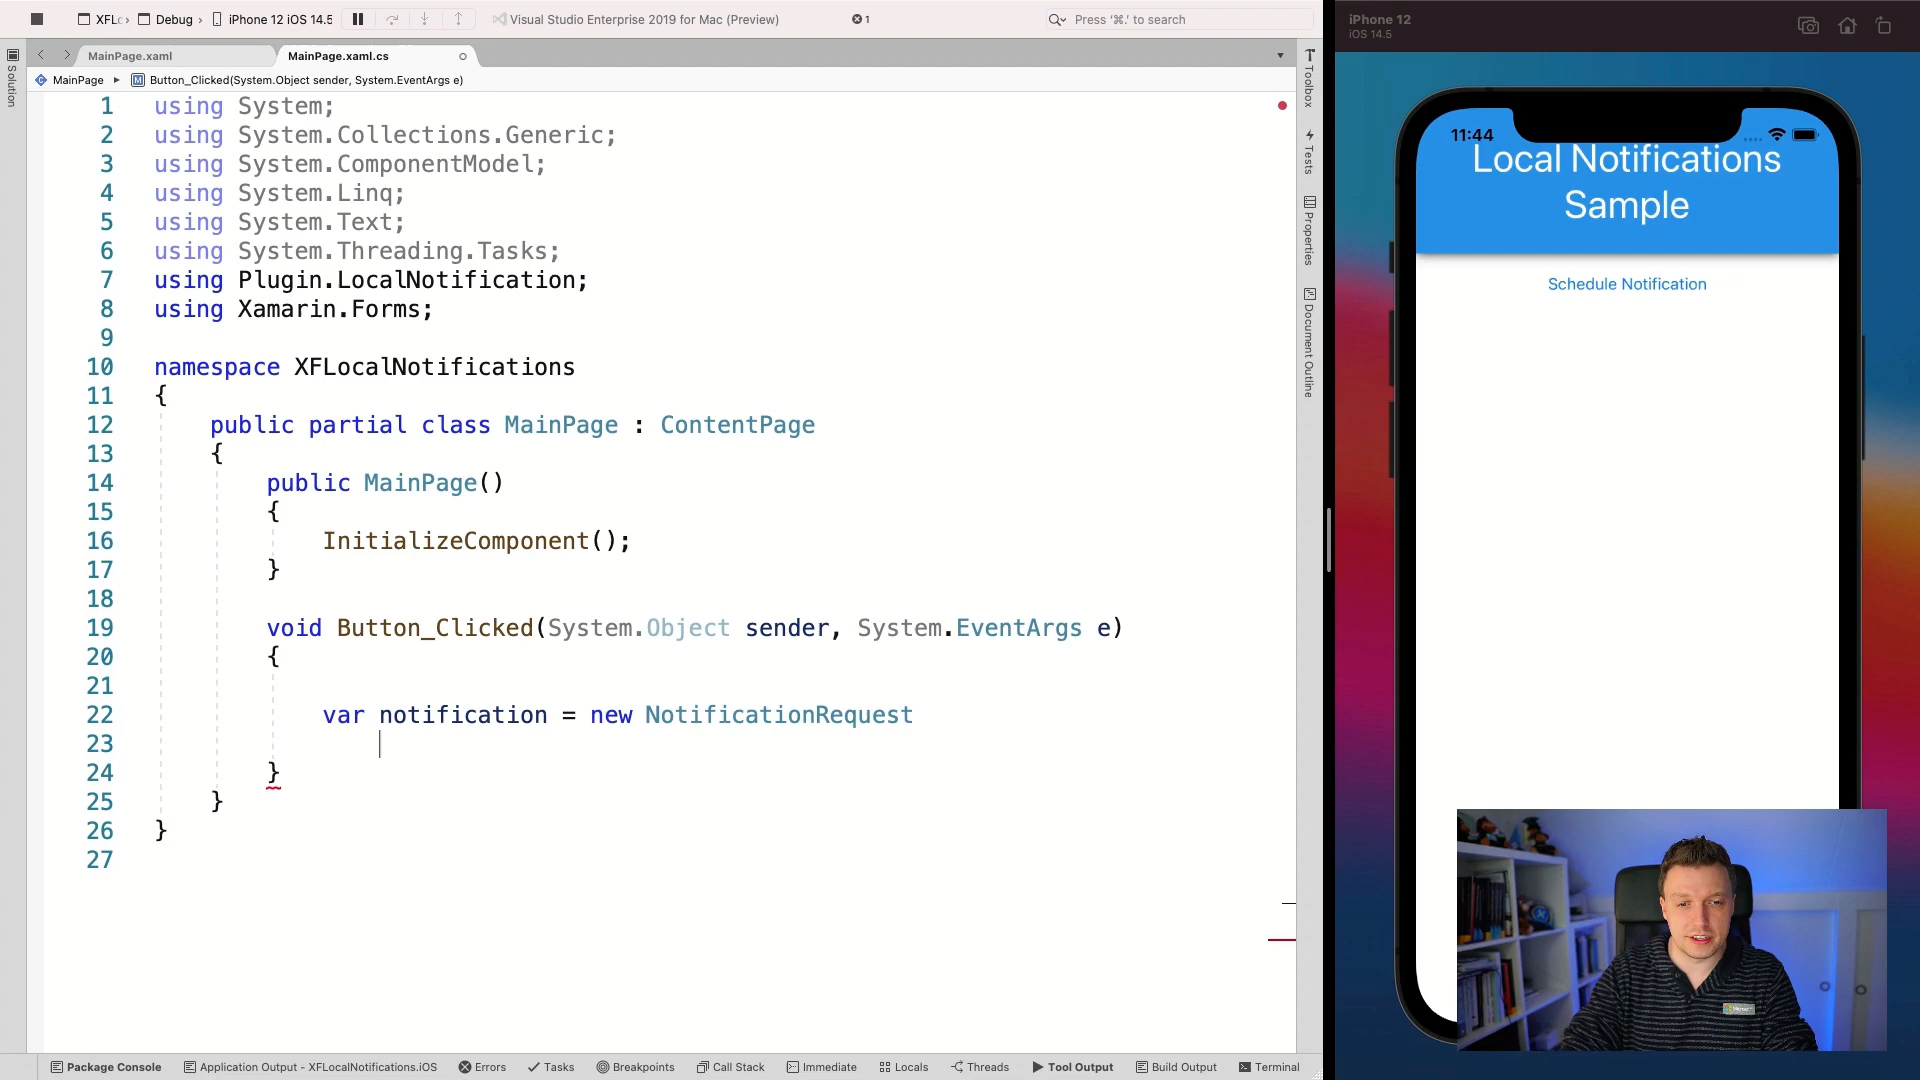 XFLc › Debug › iPhone 12 iOS 14.5
Visual Studio Enterprise 2019 for Mac (Preview)
1
Press '⌘.' to search
MainPage.xaml
MainPage.xaml.cs
MainPage ▸ M Button_Clicked(System.Object sender, System.EventArgs e)
Solution
1 using System;
2 using System.Collections.Generic;
3 using System.ComponentModel;
4 using System.Linq;
5 using System.Text;
6 using System.Threading.Tasks;
7 using Plugin.LocalNotification;
8 using Xamarin.Forms;
9
10 namespace XFLocalNotifications
11 {
12 public partial class MainPage : ContentPage
13 {
14 public MainPage()
15 {
16 InitializeComponent();
17 }
18
19 void Button_Clicked(System.Object sender, System.EventArgs e)
20 {
21
22 var notification = new NotificationRequest
23
24 }
25 }
26 }
27
Toolbox
Tests
Properties
Document Outline
Package Console
Application Output - XFLocalNotifications.iOS
Errors
Tasks
Breakpoints
Call Stack
Immediate
Locals
Threads
Tool Output
Build Output
Terminal
iPhone 12
iOS 14.5
11:44
Local Notifications
Sample
Schedule Notification